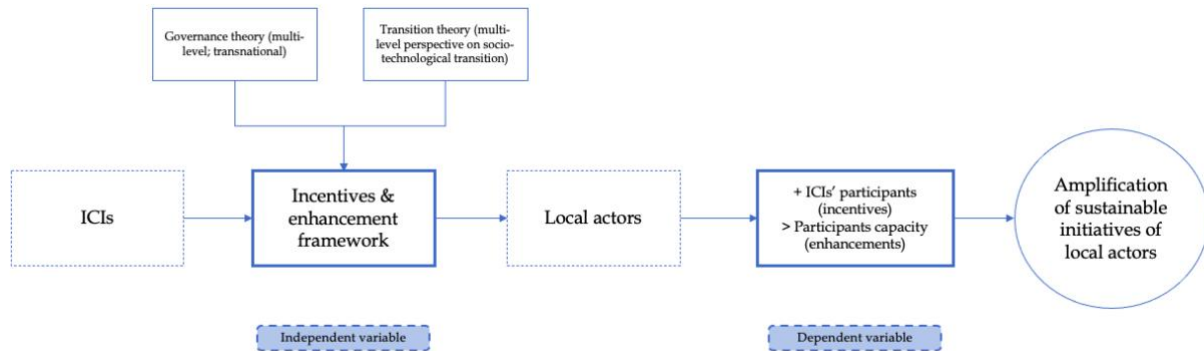 Governance theory (multi-
level; transnational)
Transition theory (multi-
level perspective on socio-
technological transition)
ICIs
Incentives &
enhancement
framework
Local actors
+ ICIs’ participants
(incentives)
> Participants capacity
(enhancements)
Amplification
of sustainable
initiatives of
local actors
Independent variable
Dependent variable